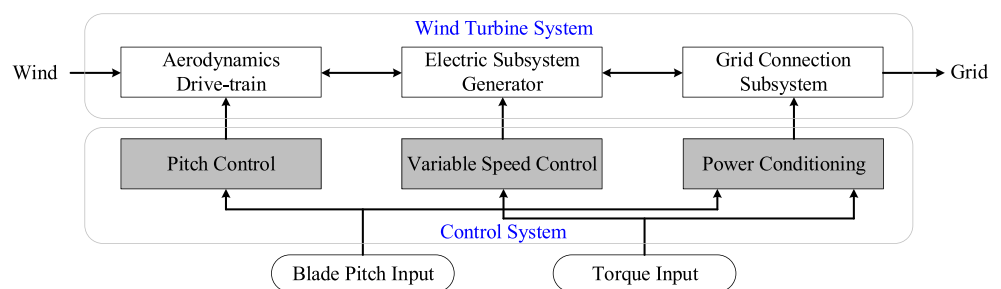 Wind Turbine System
Wind
Aerodynamics
Drive-train
Electric Subsystem
Generator
Grid Connection
Subsystem
Grid
Pitch Control
Variable Speed Control
Power Conditioning
Control System
Blade Pitch Input
Torque Input